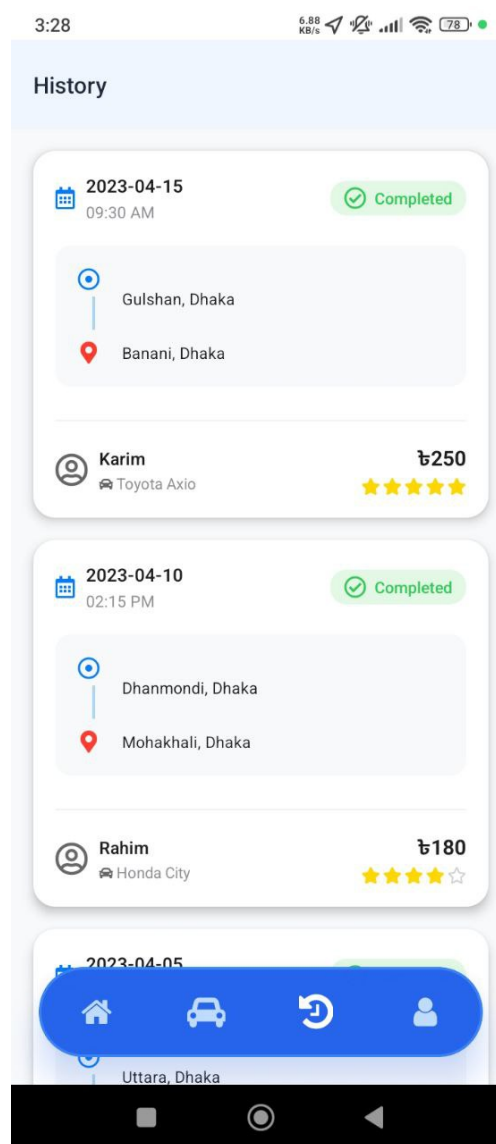 3:28
6.88
KB/s
78
History
2023-04-15
09:30 AM
Completed
Gulshan, Dhaka
Banani, Dhaka
Karim
৳250
Toyota Axio
2023-04-10
02:15 PM
Completed
Dhanmondi, Dhaka
Mohakhali, Dhaka
Rahim
৳180
Honda City
2023-04-05
Uttara, Dhaka